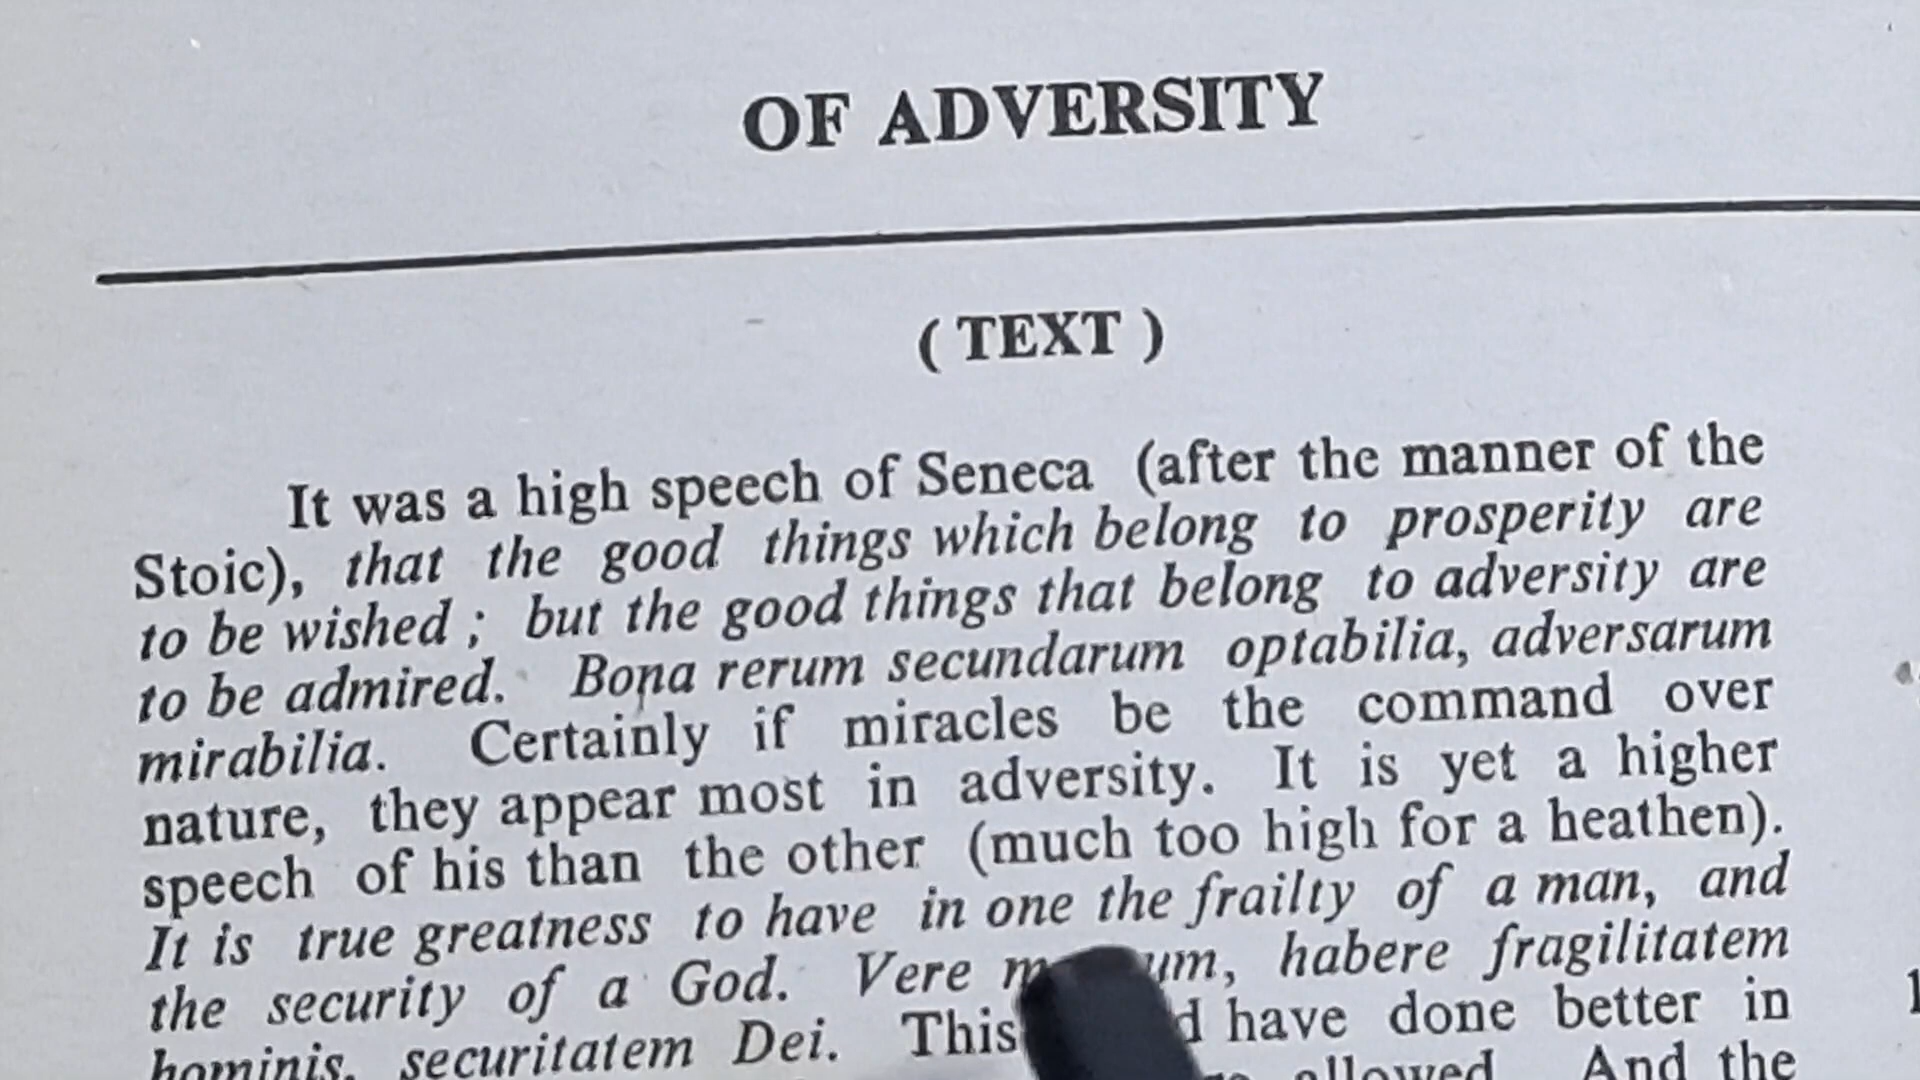 OF ADVERSITY
( TEXT )
It was a high speech of Seneca (after the manner of the
Stoic), that the good things which belong to prosperity are
to be wished ; but the good things that belong to adversity are
to be admired. Bona rerum secundarum optabilia, adversarum
mirabilia. Certainly if miracles be the command over
nature, they appear most in adversity. It is yet a higher
speech of his than the other (much too high for a heathen).
It is true greatness to have in one the frailty of a man, and
the security of a God. Vere habere fragilitatem
hominis, securitatem Dei. This have done better in
allowed. And the